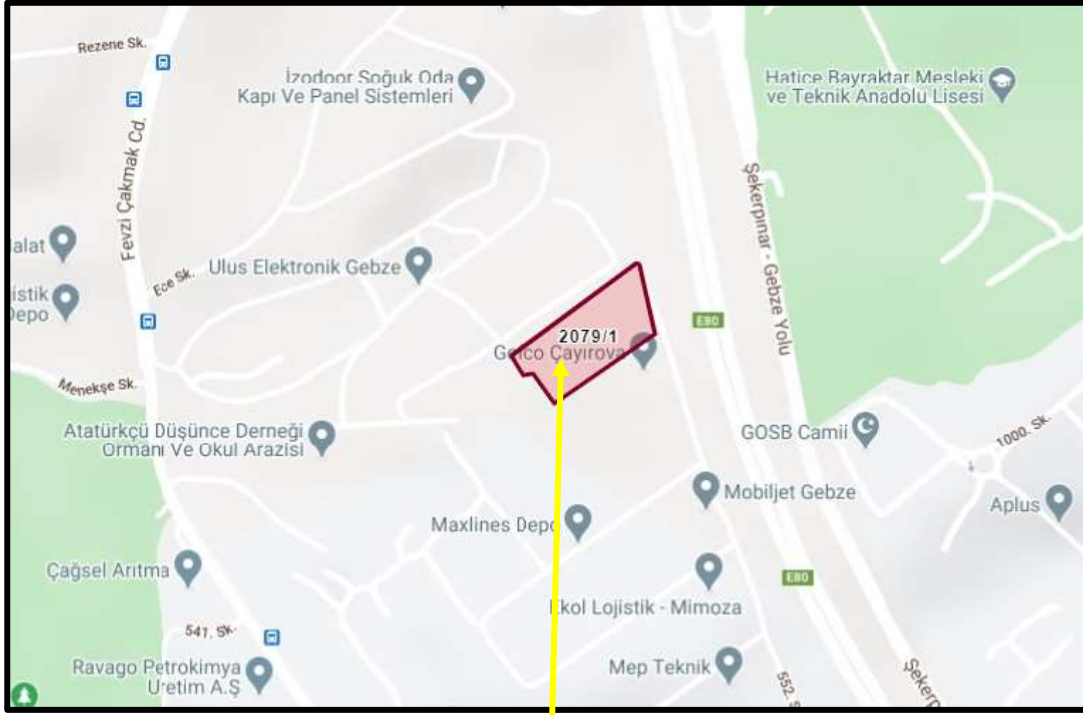 Rezene Sk.
İzodoor Soğuk Oda
Kapı Ve Panel Sistemleri
Hatice Bayraktar Mesleki
ve Teknik Anadolu Lisesi
Fevzi Çakmak Cd.
Şekerpınar - Gebze Yolu
alat
Ulus Elektronik Gebze
Ece Sk.
istik
Depo
E80
2079/1
Gelco Çayırova
Menekşe Sk.
Atatürkçü Düşünce Derneği
Ormanı Ve Okul Arazisi
GOSB Camii
1000. Sk.
Mobiljet Gebze
Aplus
Maxlines Depo
Çağsel Arıtma
E80
Ekol Lojistik - Mimoza
541. Sk.
Ravago Petrokimya
Üretim A.Ş
Mep Teknik
552. S
Şekerp